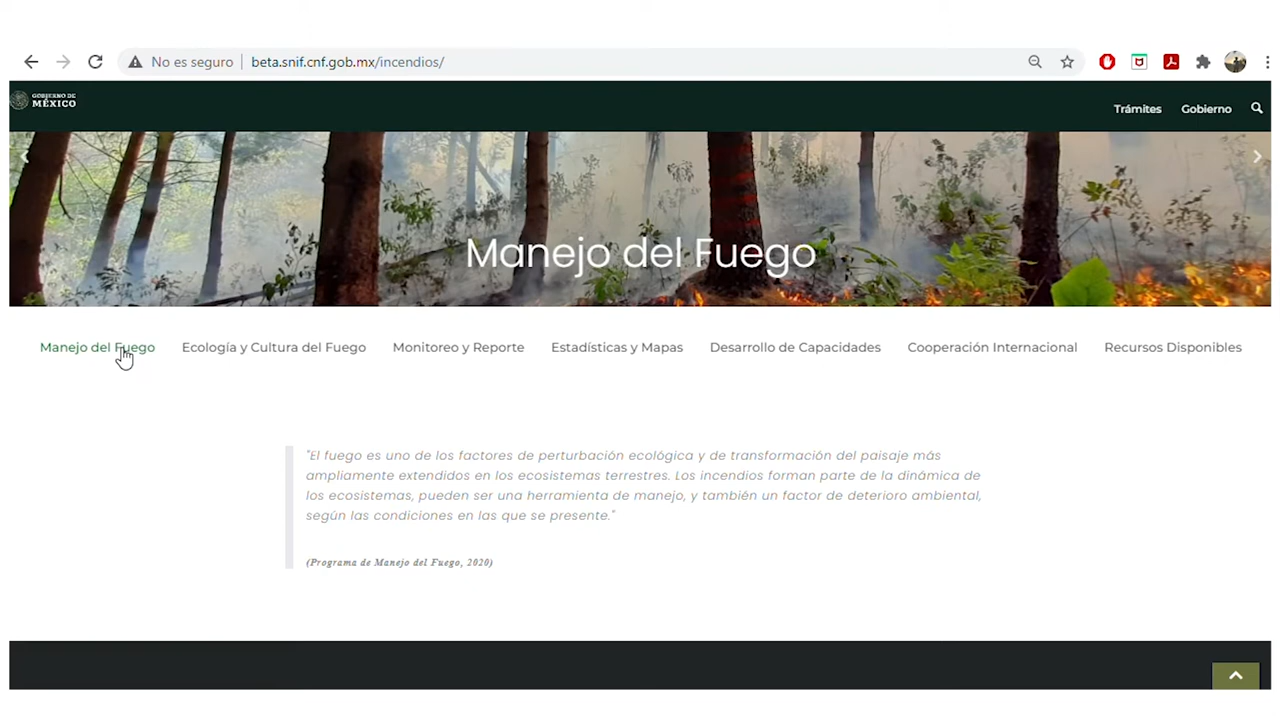 No es seguro beta.snif.cnf.gob.mx/incendios/
GOBIERNO DE
MÉXICO
Trámites Gobierno
Manejo del Fuego
Manejo del Fuego Ecología y Cultura del Fuego Monitoreo y Reporte Estadísticas y Mapas Desarrollo de Capacidades Cooperación Internacional Recursos Disponibles
"El fuego es uno de los factores de perturbación ecológica y de transformación del paisaje más
ampliamente extendidos en los ecosistemas terrestres. Los incendios forman parte de la dinámica de
los ecosistemas, pueden ser una herramienta de manejo, y también un factor de deterioro ambiental,
según las condiciones en las que se presente."
(Programa de Manejo del Fuego, 2020)